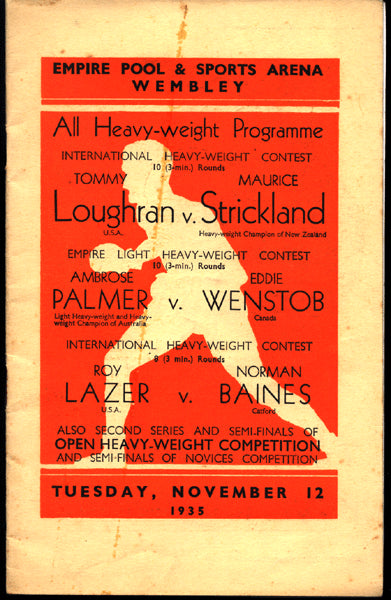 EMPIRE POOL & SPORTS ARENA
WEMBLEY
All Heavy-weight Programme
INTERNATIONAL HEAVY-WEIGHT CONTEST
10 (3-min.) Rounds
TOMMY MAURICE
Loughran v. Strickland
U.S.A. Heavy-weight Champion of New Zealand
EMPIRE LIGHT HEAVY-WEIGHT CONTEST
10 (3-min.) Rounds
AMBROSE EDDIE
PALMER v. WENSTOB
Light Heavy-weight and Heavy- Canada
weight Champion of Australia
INTERNATIONAL HEAVY-WEIGHT CONTEST
8 (3 min.) Rounds
ROY NORMAN
LAZER v. BAINES
U.S.A. Catford
ALSO SECOND SERIES AND SEMI-FINALS OF
OPEN HEAVY-WEIGHT COMPETITION
AND SEMI-FINALS OF NOVICES COMPETITION
TUESDAY, NOVEMBER 12
1935